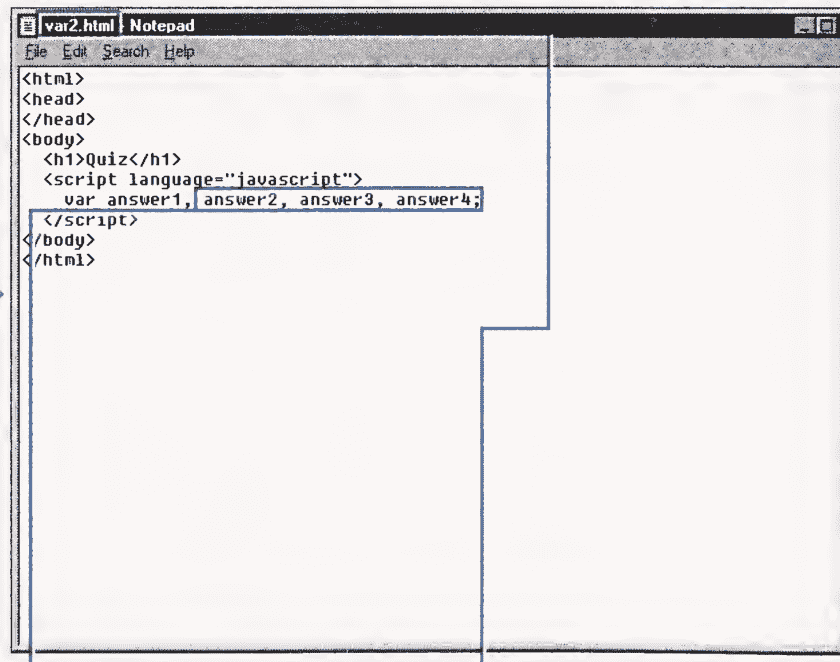 var2.html - Notepad
File Edit Search Help
<html>
<head>
</head>
<body>
  <h1>Quiz</h1>
  <script language="javascript">
    var answer1, answer2, answer3, answer4;
  </script>
</body>
</html>